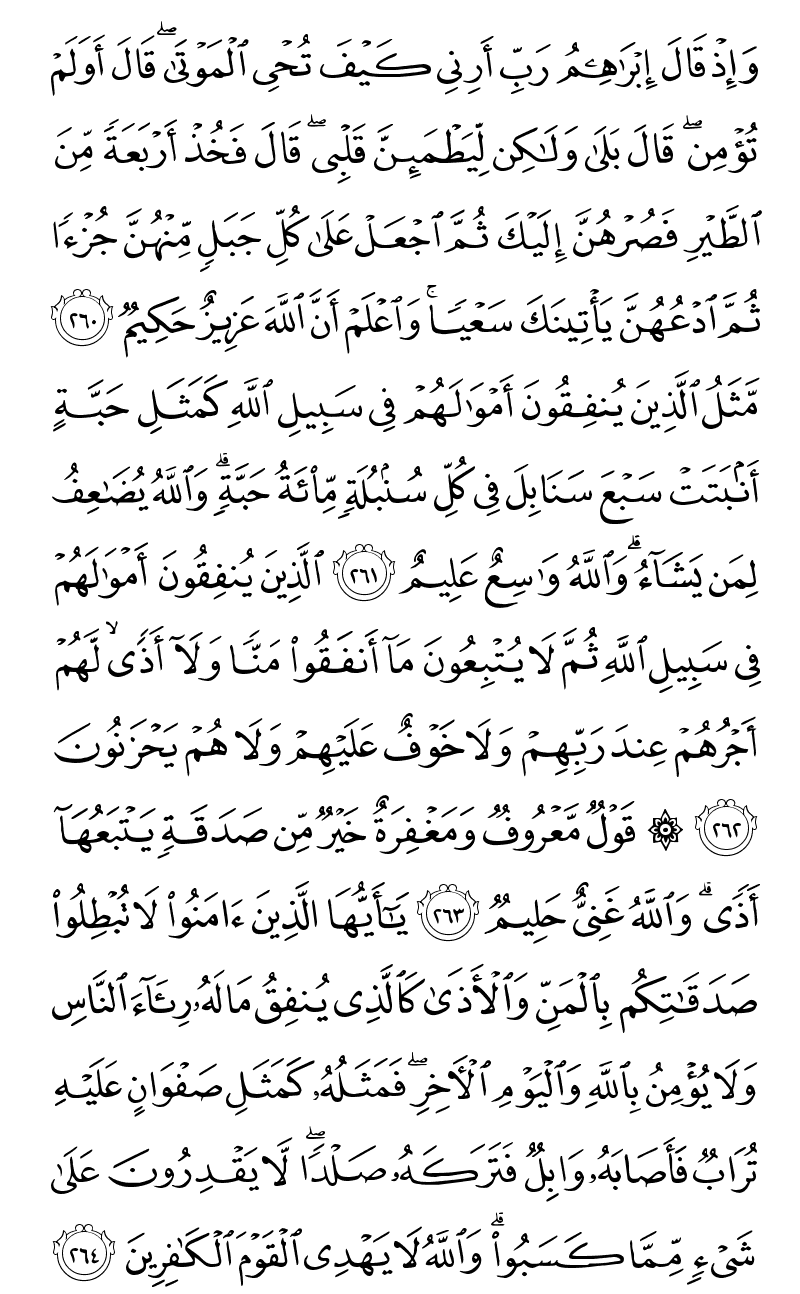 وَإِذۡ قَالَ إِبۡرَٰهِـۧمُ رَبِّ أَرِنِي كَيۡفَ تُحۡيِ ٱلۡمَوۡتَىٰۖ قَالَ أَوَلَمۡ
تُؤۡمِنۖ قَالَ بَلَىٰ وَلَٰكِن لِّيَطۡمَئِنَّ قَلۡبِيۖ قَالَ فَخُذۡ أَرۡبَعَةٗ مِّنَ
ٱلطَّيۡرِ فَصُرۡهُنَّ إِلَيۡكَ ثُمَّ ٱجۡعَلۡ عَلَىٰ كُلِّ جَبَلٖ مِّنۡهُنَّ جُزۡءٗا
ثُمَّ ٱدۡعُهُنَّ يَأۡتِينَكَ سَعۡيٗاۚ وَٱعۡلَمۡ أَنَّ ٱللَّهَ عَزِيزٌ حَكِيمٞ ٢٦٠
مَّثَلُ ٱلَّذِينَ يُنفِقُونَ أَمۡوَٰلَهُمۡ فِي سَبِيلِ ٱللَّهِ كَمَثَلِ حَبَّةٍ
أَنۢبَتَتۡ سَبۡعَ سَنَابِلَ فِي كُلِّ سُنۢبُلَةٖ مِّاْئَةُ حَبَّةٖۗ وَٱللَّهُ يُضَٰعِفُ
لِمَن يَشَآءُۗ وَٱللَّهُ وَٰسِعٌ عَلِيمٌ ٢٦١ ٱلَّذِينَ يُنفِقُونَ أَمۡوَٰلَهُمۡ
فِي سَبِيلِ ٱللَّهِ ثُمَّ لَا يُتۡبِعُونَ مَآ أَنفَقُواْ مَنّٗا وَلَآ أَذٗى لَّهُمۡ
أَجۡرُهُمۡ عِندَ رَبِّهِمۡ وَلَا خَوۡفٌ عَلَيۡهِمۡ وَلَا هُمۡ يَحۡزَنُونَ
٢٦٢ ۞ قَوۡلٞ مَّعۡرُوفٞ وَمَغۡفِرَةٌ خَيۡرٞ مِّن صَدَقَةٖ يَتۡبَعُهَآ
أَذٗىۗ وَٱللَّهُ غَنِيٌّ حَلِيمٞ ٢٦٣ يَٰٓأَيُّهَا ٱلَّذِينَ ءَامَنُواْ لَا تُبۡطِلُواْ
صَدَقَٰتِكُم بِٱلۡمَنِّ وَٱلۡأَذَىٰ كَٱلَّذِي يُنفِقُ مَالَهُۥ رِئَآءَ ٱلنَّاسِ
وَلَا يُؤۡمِنُ بِٱللَّهِ وَٱلۡيَوۡمِ ٱلۡأٓخِرِۖ فَمَثَلُهُۥ كَمَثَلِ صَفۡوَانٍ عَلَيۡهِ
تُرَابٞ فَأَصَابَهُۥ وَابِلٞ فَتَرَكَهُۥ صَلۡدٗاۖ لَّا يَقۡدِرُونَ عَلَىٰ
شَيۡءٖ مِّمَّا كَسَبُواْۗ وَٱللَّهُ لَا يَهۡدِي ٱلۡقَوۡمَ ٱلۡكَٰفِرِينَ ٢٦٤